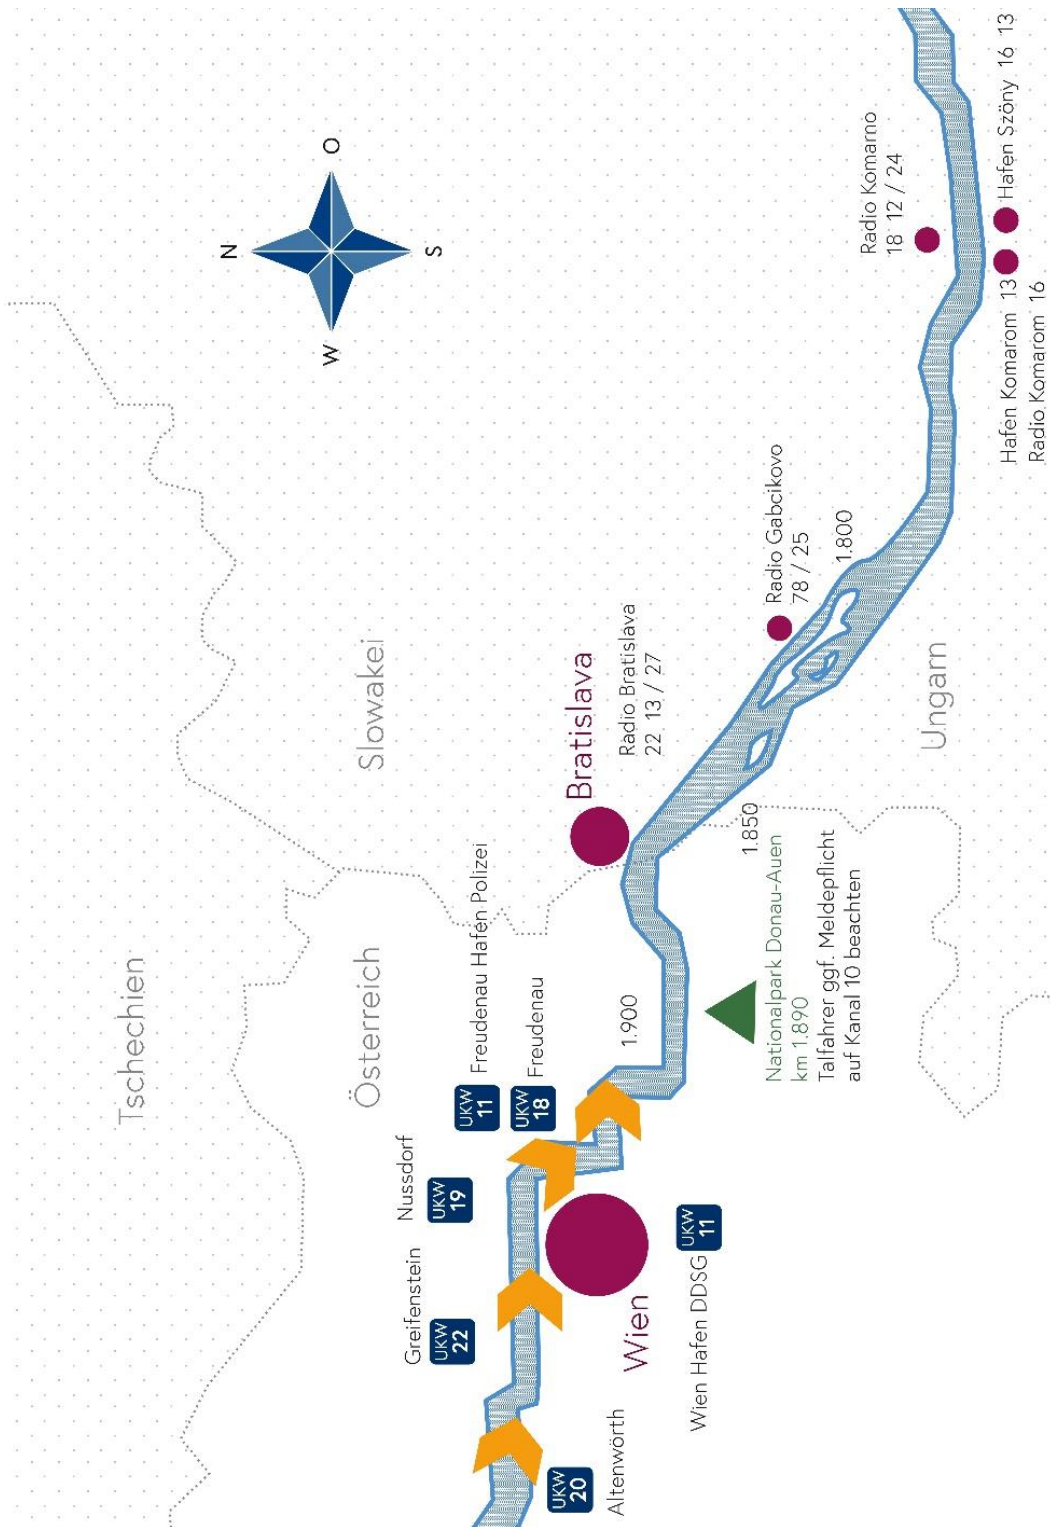 Tschechien
Österreich
Slowakei
Ungarn
N
O
S
W
UKW
20
Altenwörth
Greifenstein
UKW
22
Nussdorf
UKW
19
Wien
UKW
11
Wien Hafen DDSG
UKW
11
Freudenau Hafen Polizei
UKW
18
Freudenau
1.900
Nationalpark Donau-Auen
km 1.890
Talfahrer ggf. Meldepflicht
auf Kanal 10 beachten
Bratislava
Radio Bratislava
22 13 / 27
1.850
Radio Gabcikovo
78 / 25
1.800
Radio Komarno
18 12 / 24
Hafen Komarom 13
Radio Komarom 16
Hafen Szöny 16 13